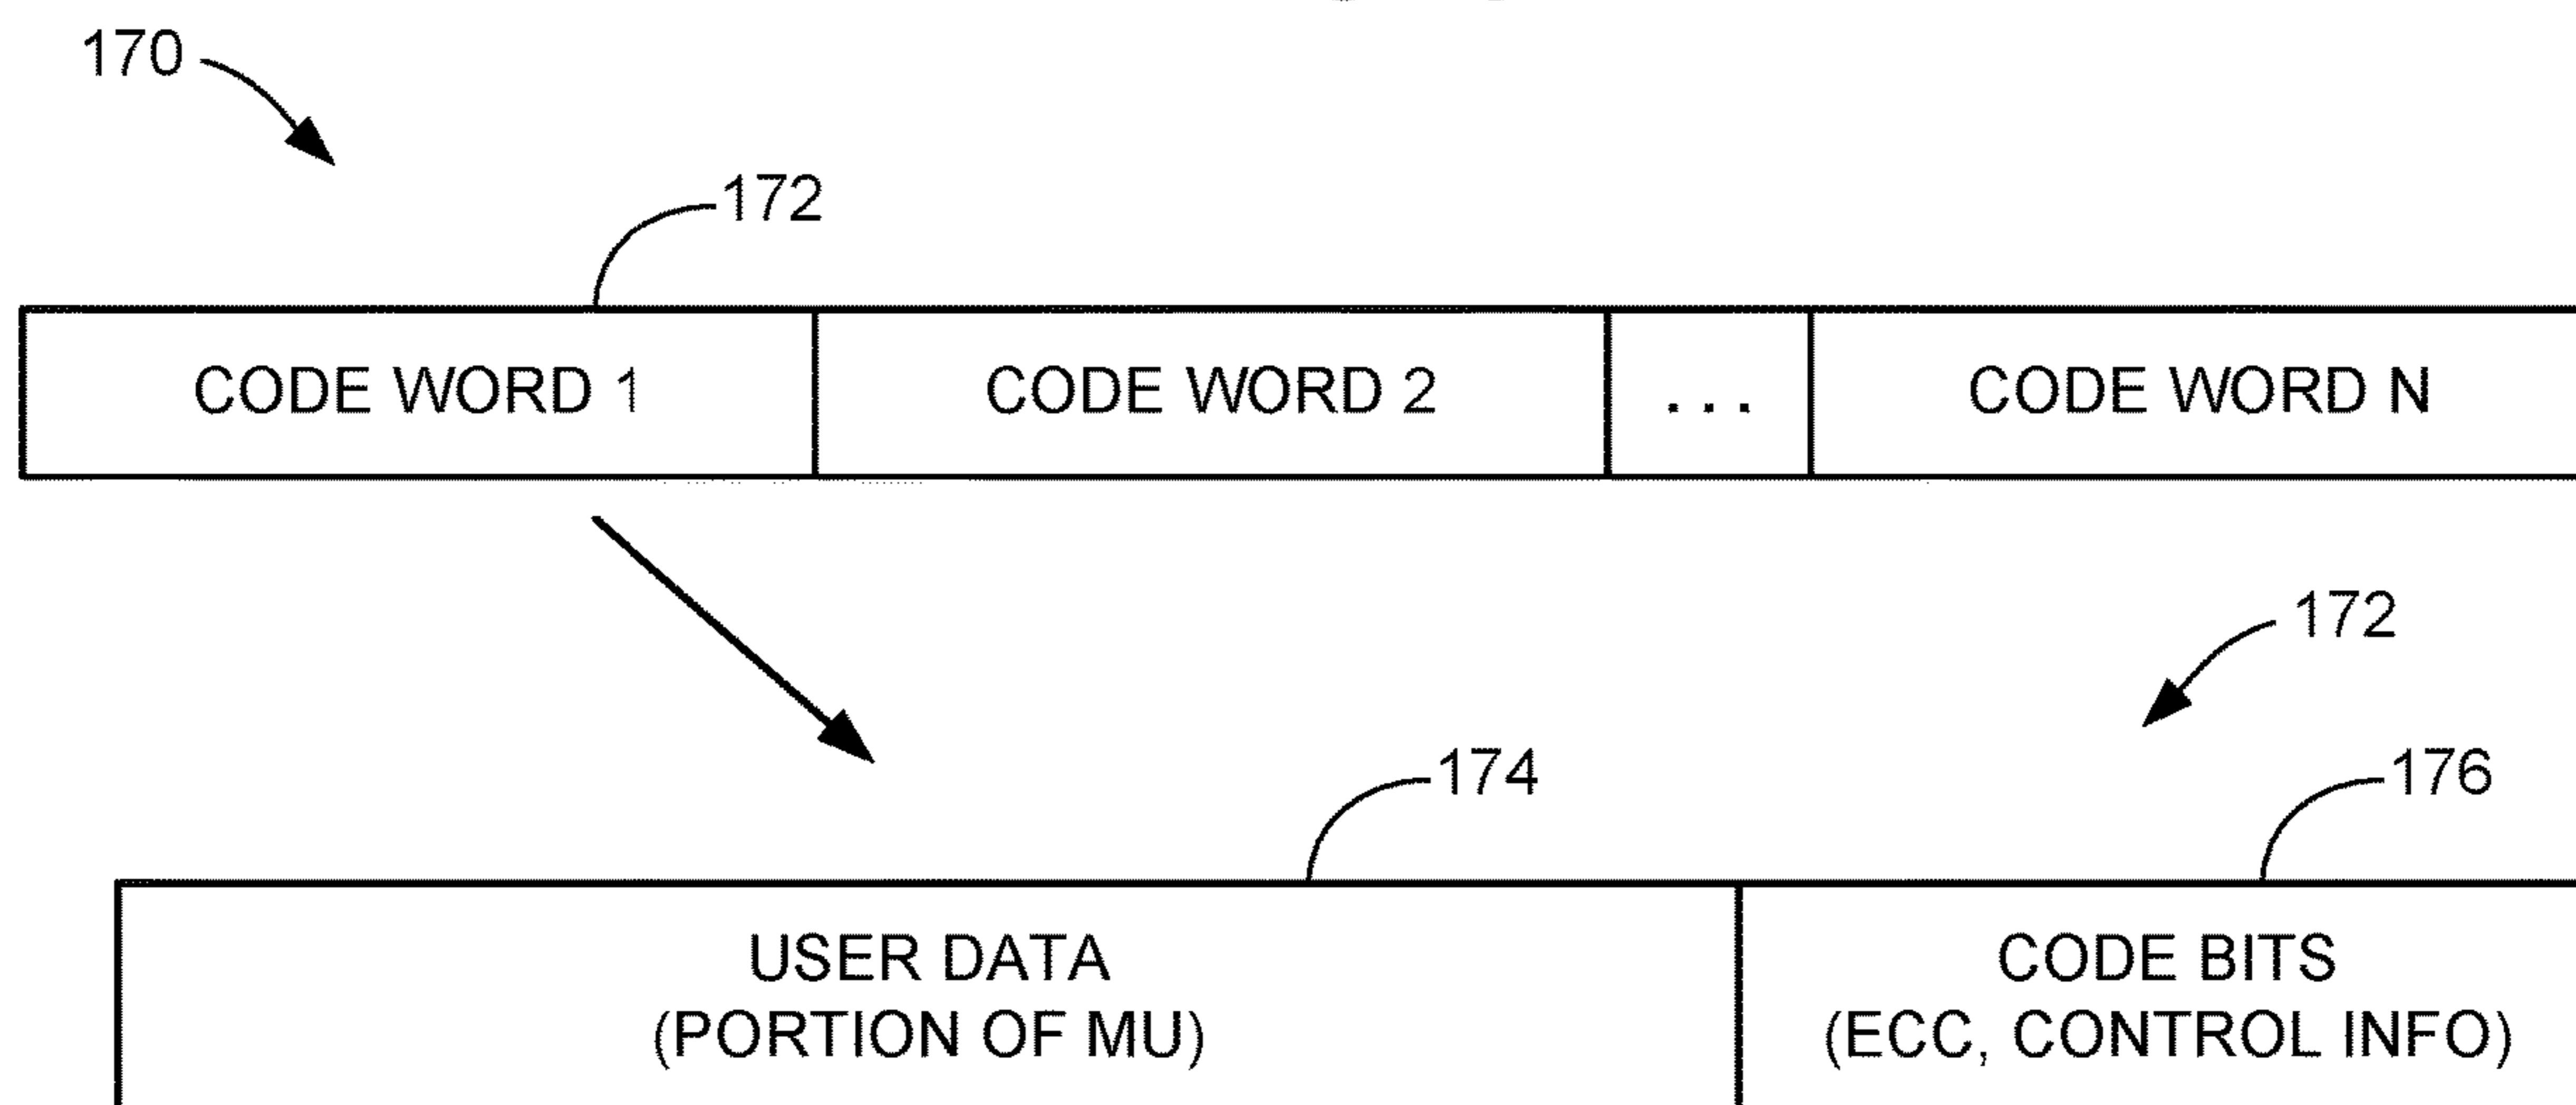 170
172
CODE WORD 1 CODE WORD 2 ... CODE WORD N
172
174
176
USER DATA
(PORTION OF MU)
CODE BITS
(ECC, CONTROL INFO)